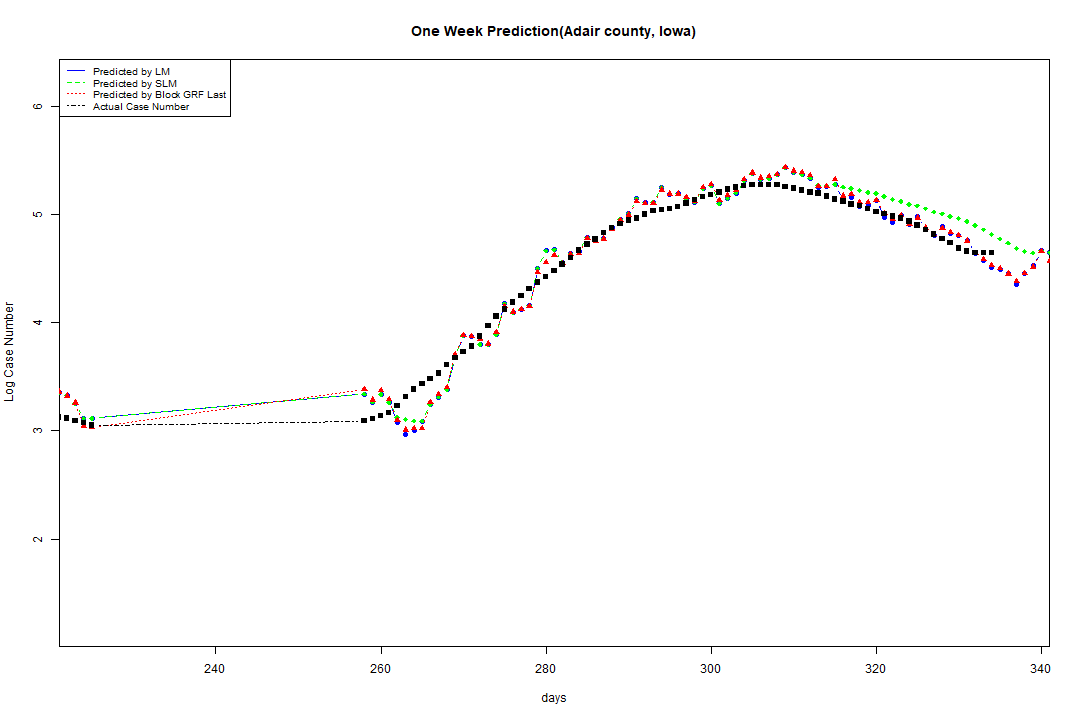 One Week Prediction(Adair county, Iowa)
Predicted by LM
Predicted by SLM
Predicted by Block GRF Last
Actual Case Number
6
5
4
3
2
Log Case Number
240
260
280
300
320
340
days